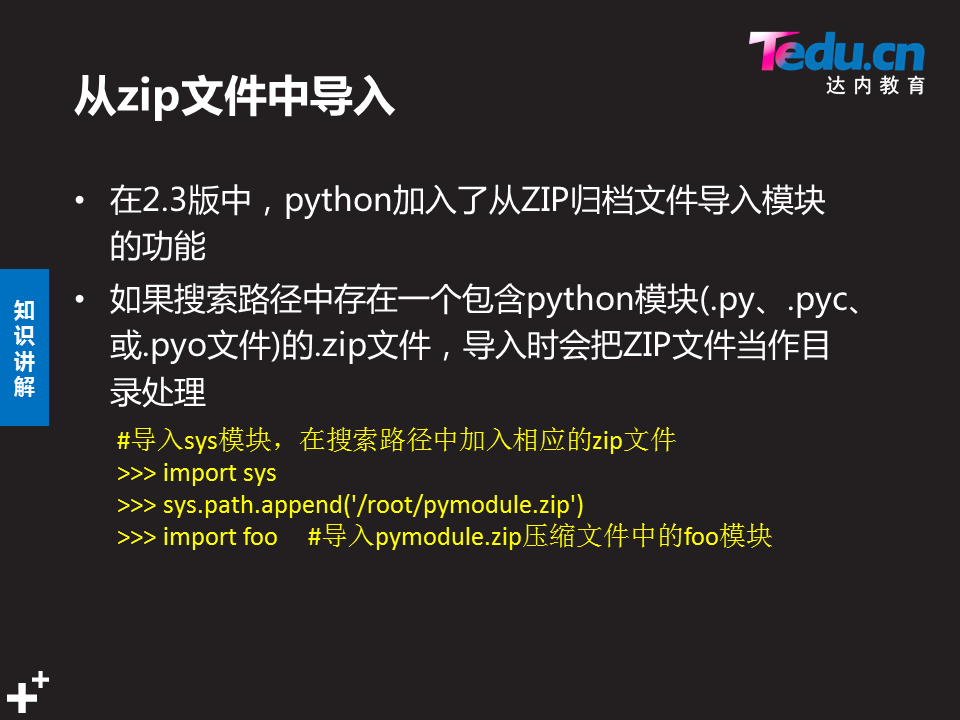 Tedu.cn
达内教育
从zip文件中导入
• 在2.3版中，python加入了从ZIP归档文件导入模块
的功能
• 如果搜索路径中存在一个包含python模块(.py、.pyc、
或.pyo文件)的.zip文件，导入时会把ZIP文件当作目
录处理
知
识
讲
解
#导入sys模块，在搜索路径中加入相应的zip文件
>>> import sys
>>> sys.path.append('/root/pymodule.zip')
>>> import foo #导入pymodule.zip压缩文件中的foo模块